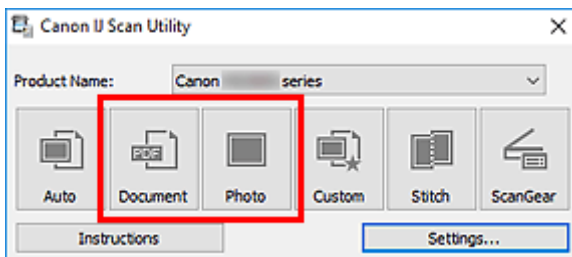 Canon IJ Scan Utility
Product Name: Canon series
PDF
Auto Document Photo Custom Stitch ScanGear
Instructions Settings...